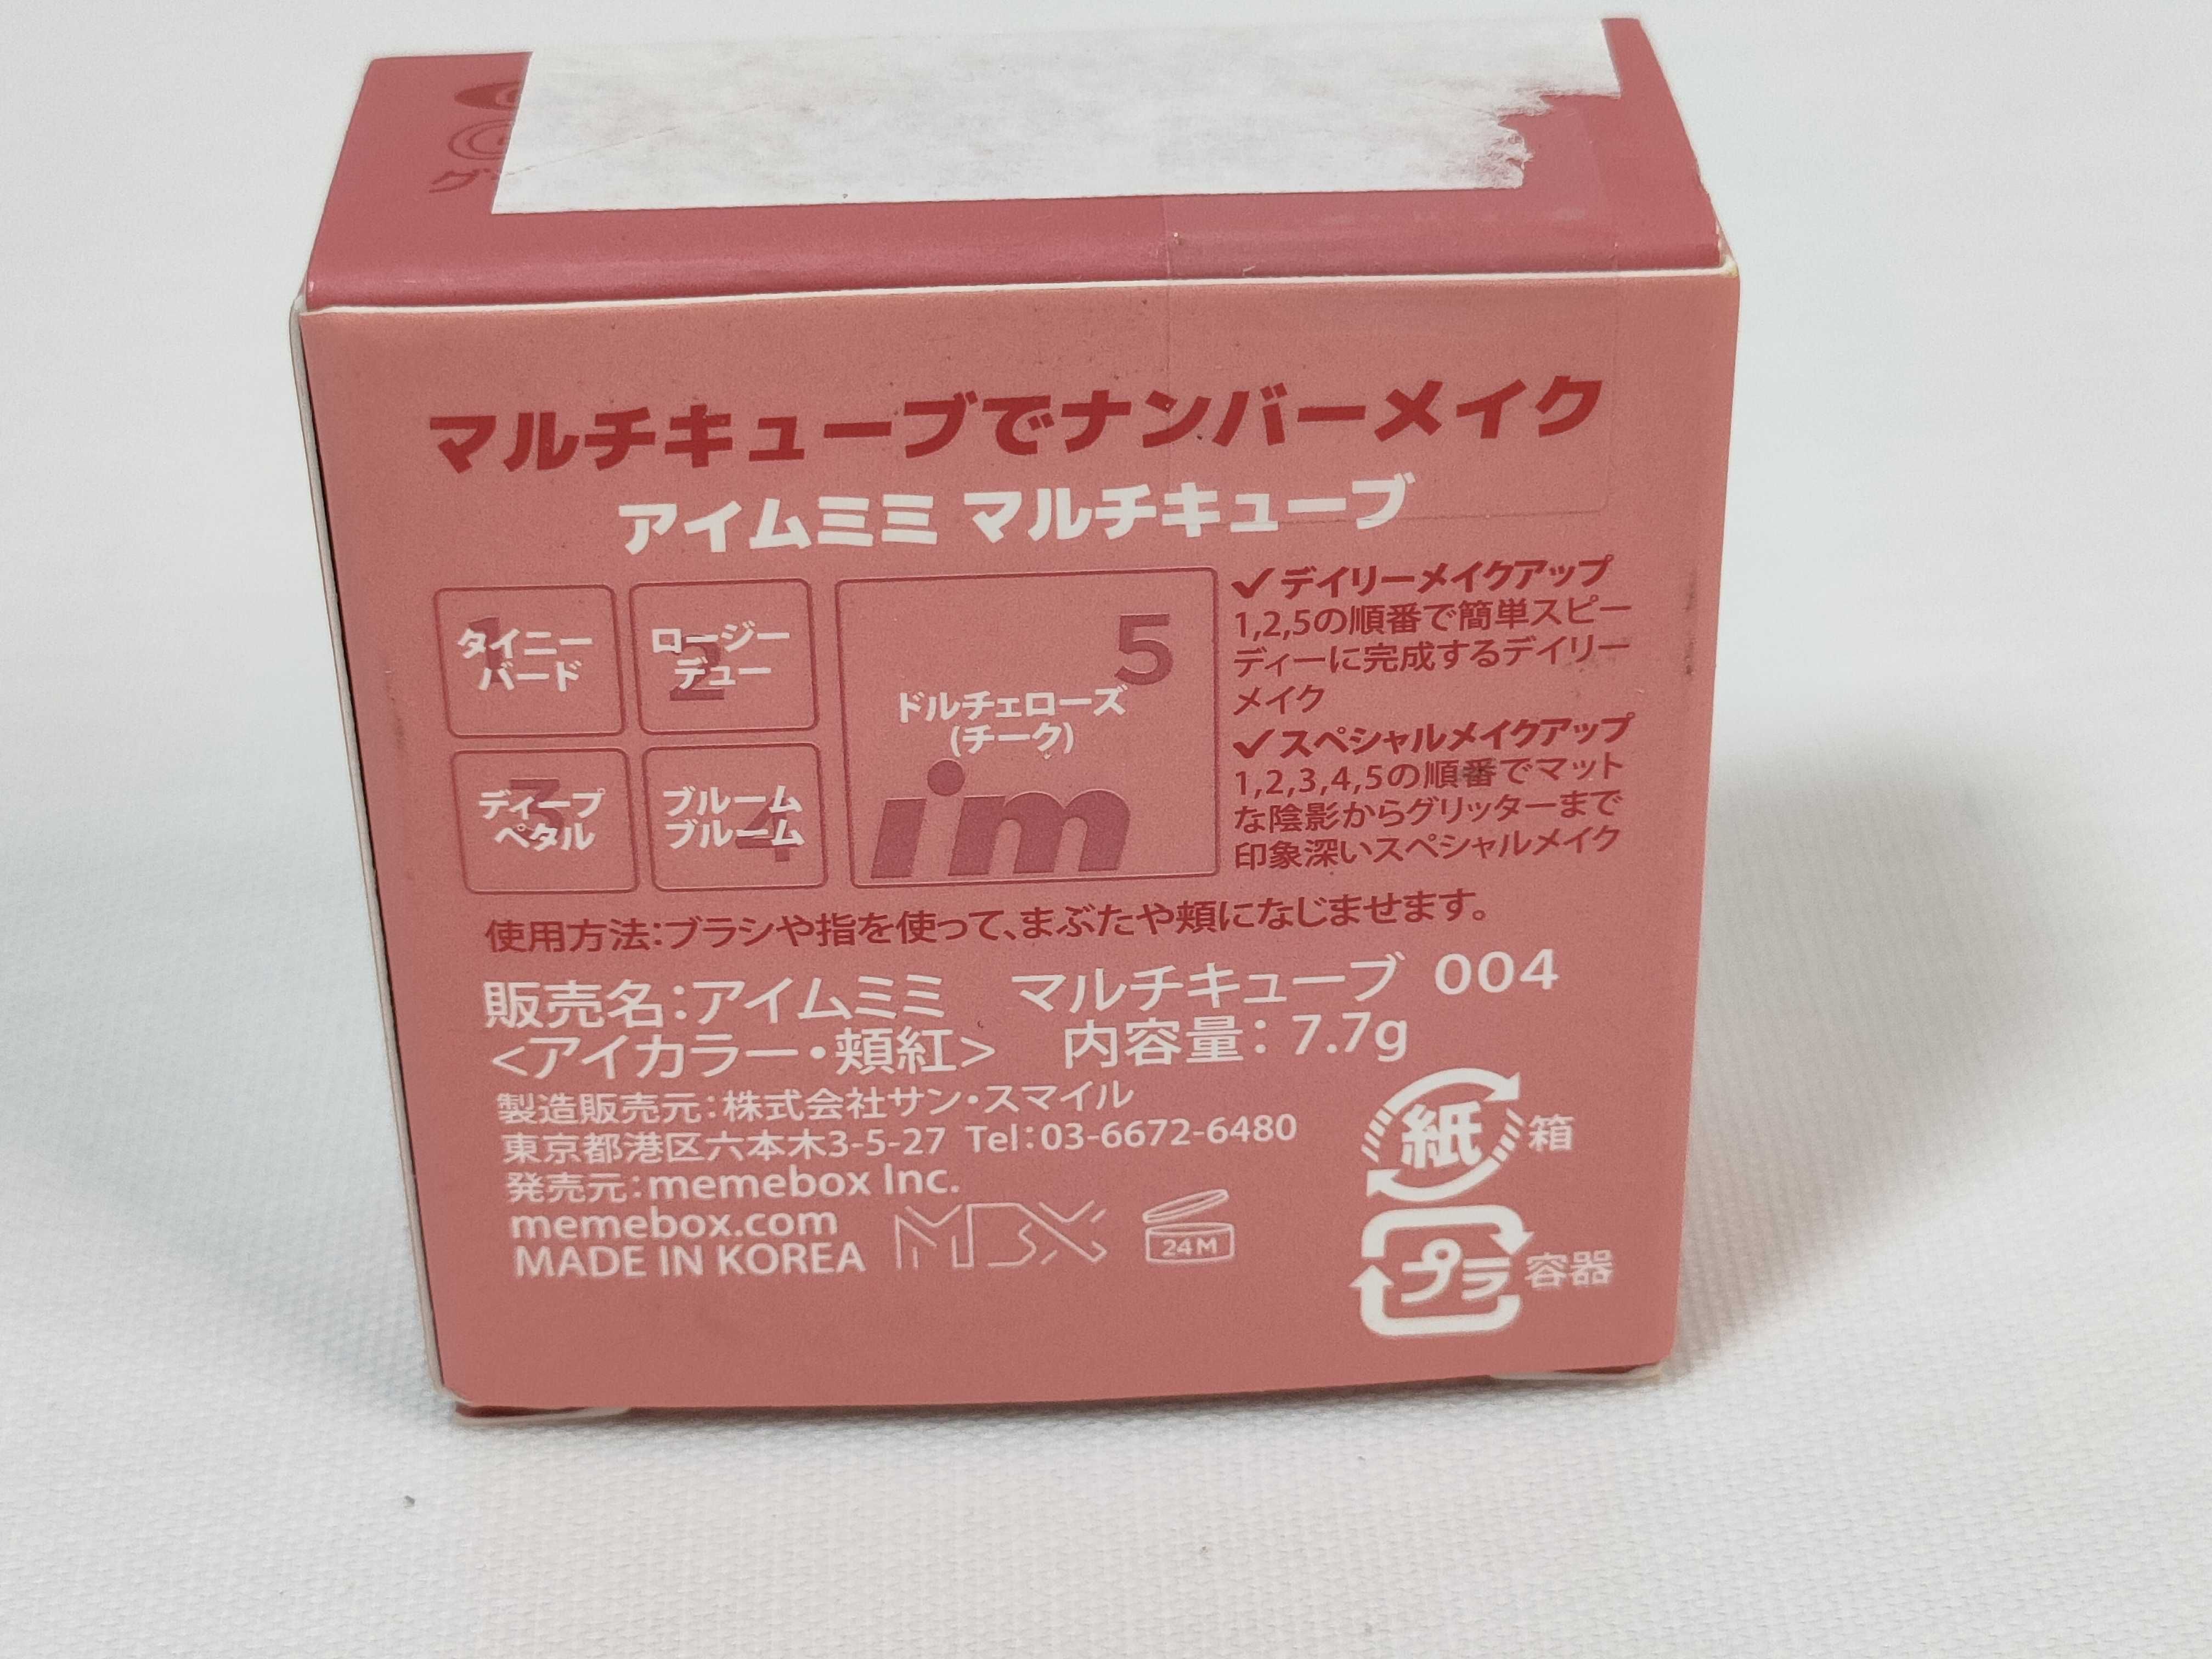 マルチキューブでナンバーメイク
アイムミミ マルチキューブ
1
タイニー
バード
2
ロージー
デュー
3
ディープ
ペタル
4
ブルーム
ブルーム
5
ドルチェローズ
(チーク)
i'm
✓デイリーメイクアップ
1,2,5の順番で簡単スピー
ディーに完成するデイリー
メイク
✓スペシャルメイクアップ
1,2,3,4,5の順番でマット
な陰影からグリッターまで
印象深いスペシャルメイク
使用方法:ブラシや指を使って、まぶたや頬になじませます。
販売名:アイムミミ マルチキューブ 004
<アイカラー・頬紅> 内容量: 7.7g
製造販売元:株式会社サン・スマイル
東京都港区六本木3-5-27 Tel:03-6672-6480
発売元:memebox Inc.
memebox.com
MADE IN KOREA
MBX
24M
紙 箱
プラ 容器